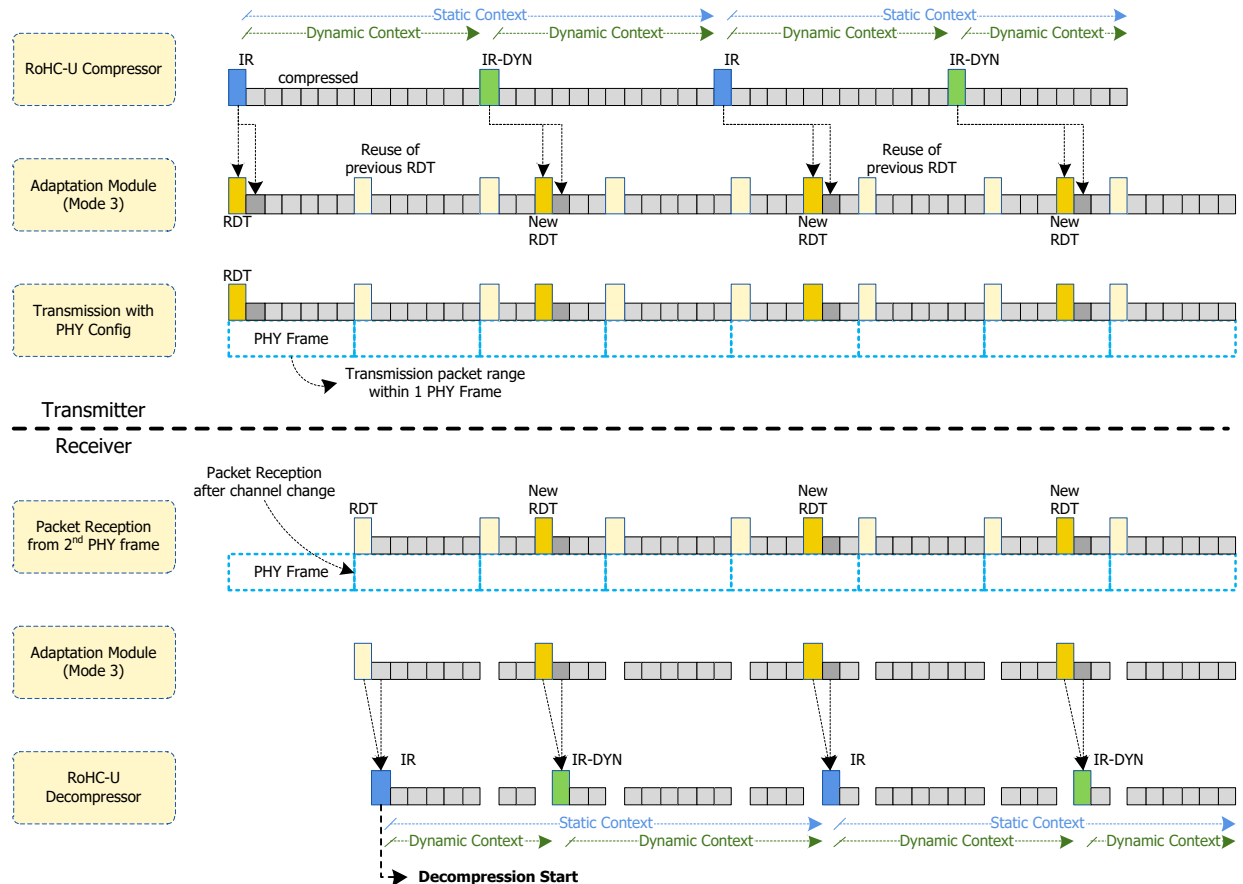 Static Context
Static Context
Dynamic Context
Dynamic Context
Dynamic Context
Dynamic Context
RoHC-U Compressor
IR
compressed
IR-DYN
IR
IR-DYN
Adaptation Module
(Mode 3)
Reuse of
previous RDT
Reuse of
previous RDT
RDT
New
RDT
New
RDT
New
RDT
Transmission with
PHY Config
RDT
PHY Frame
Transmission packet range
within 1 PHY Frame
Transmitter
Receiver
Packet Reception
after channel change
Packet Reception
from 2nd PHY frame
RDT
New
RDT
New
RDT
New
RDT
PHY Frame
Adaptation Module
(Mode 3)
RoHC-U
Decompressor
IR
IR-DYN
IR
IR-DYN
Static Context
Static Context
Dynamic Context
Dynamic Context
Dynamic Context
Dynamic Context
Decompression Start